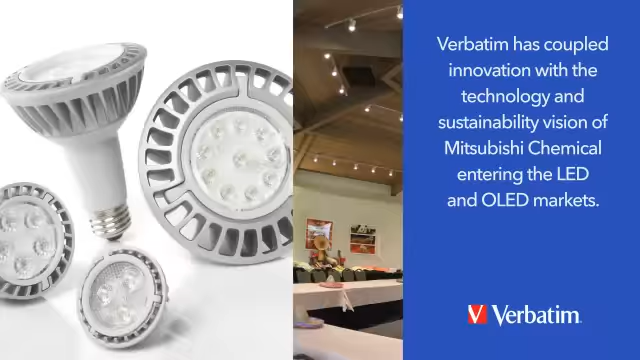 Verbatim has coupled
innovation with the
technology and
sustainability vision of
Mitsubishi Chemical
entering the LED
and OLED markets.
Verbatim